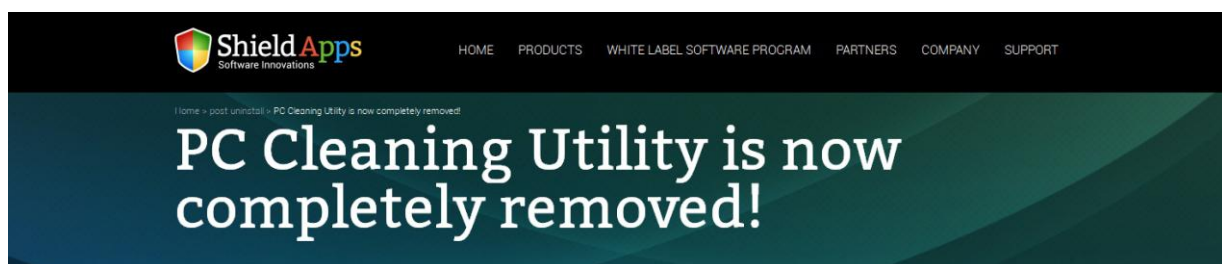 Shield Apps
Software Innovations
HOME PRODUCTS WHITE LABEL SOFTWARE PROGRAM PARTNERS COMPANY SUPPORT
Home > post uninstall > PC Cleaning Utility is now completely removed!
PC Cleaning Utility is now
completely removed!